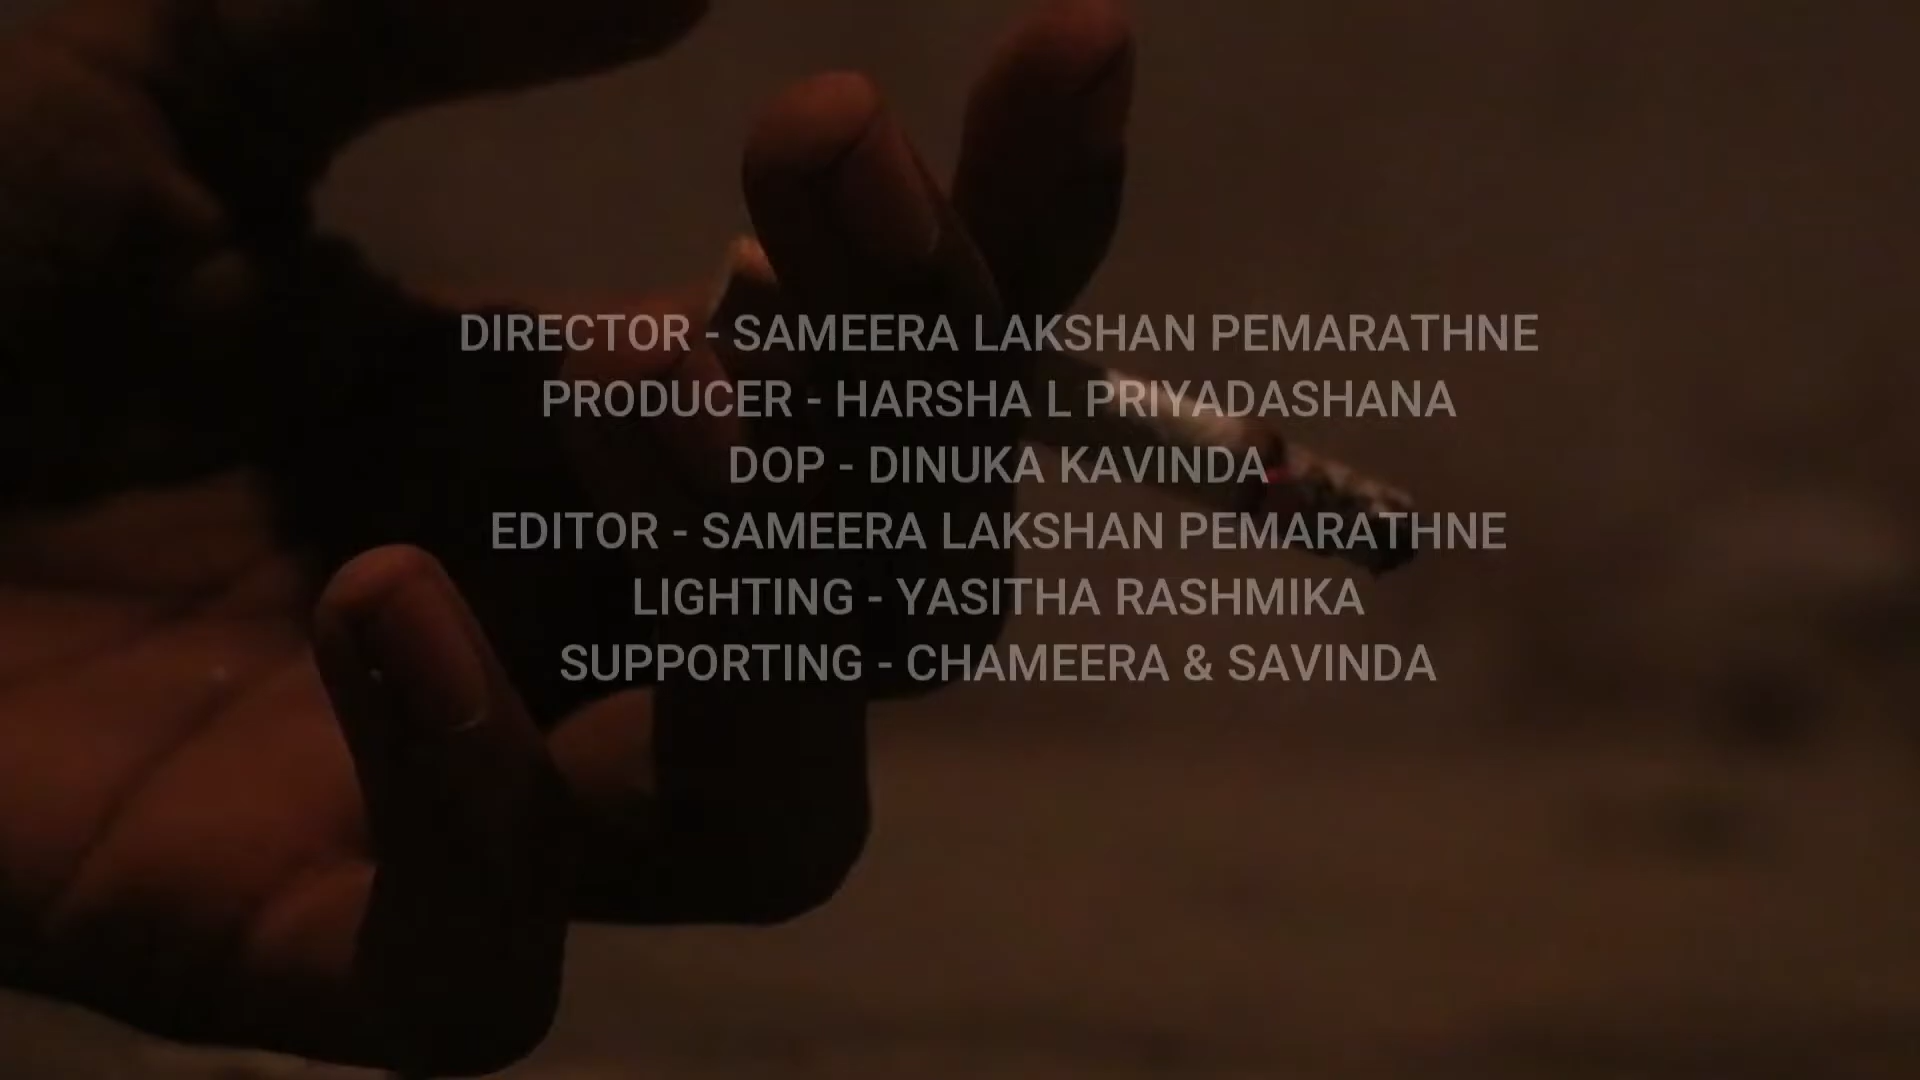 DIRECTOR - SAMEERA LAKSHAN PEMARATHNE
PRODUCER - HARSHA L PRIYADASHANA
DOP - DINUKA KAVINDA
EDITOR - SAMEERA LAKSHAN PEMARATHNE
LIGHTING - YASITHA RASHMIKA
SUPPORTING - CHAMEERA & SAVINDA